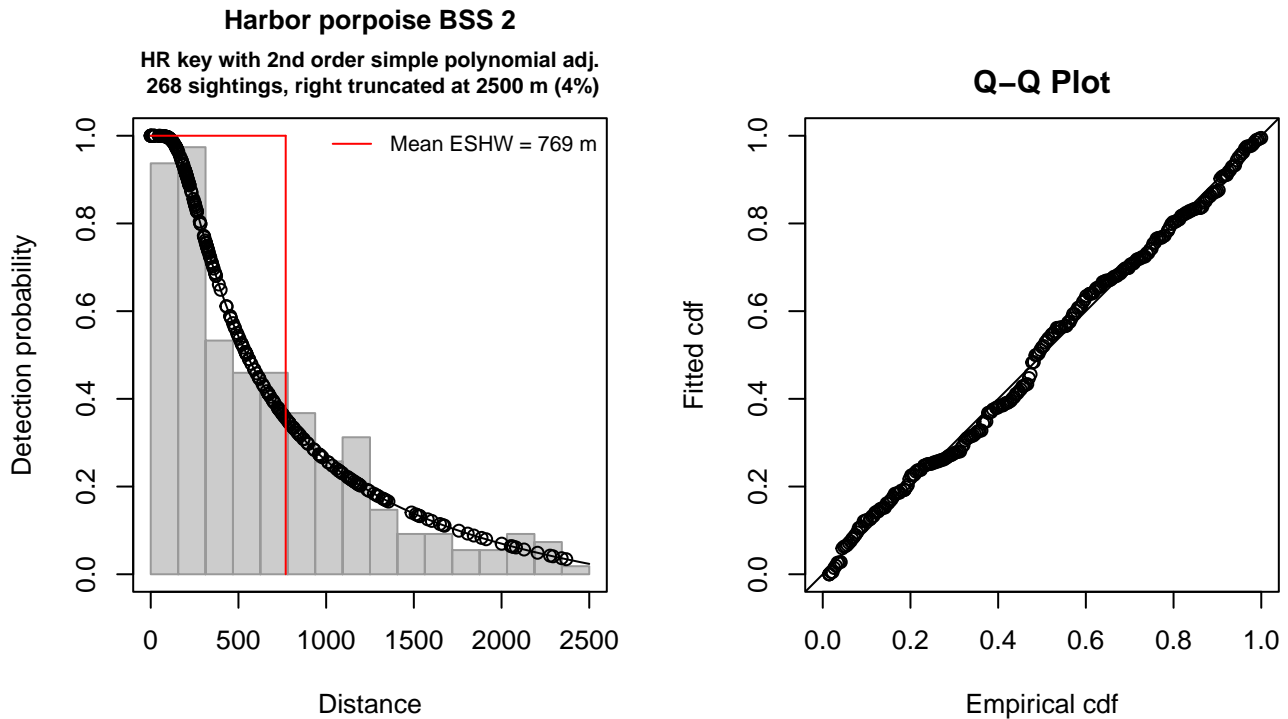 Harbor porpoise BSS 2
HR key with 2nd order simple polynomial adj.
268 sightings, right truncated at 2500 m (4%)
Mean ESHW = 769 m
Detection probability
0.0 0.2 0.4 0.6 0.8 1.0
0 500 1000 1500 2000 2500
Distance
Q−Q Plot
Fitted cdf
0.0 0.2 0.4 0.6 0.8 1.0
0.0 0.2 0.4 0.6 0.8 1.0
Empirical cdf